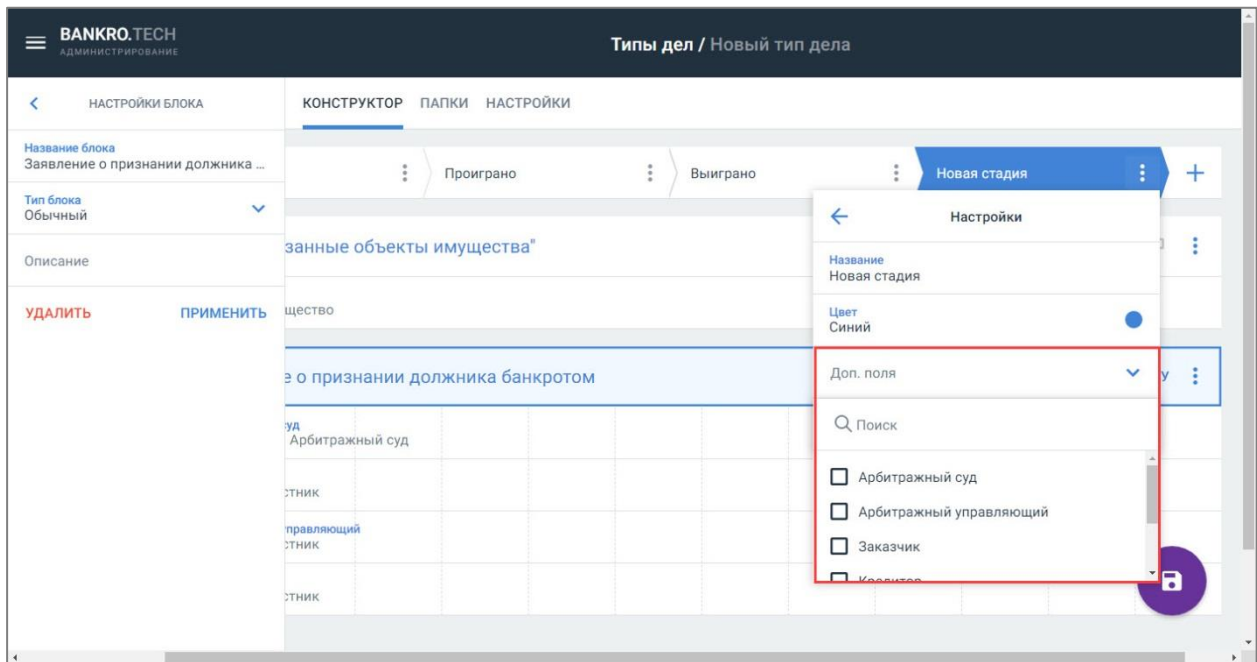 BANKRO.TECH
АДМИНИСТРИРОВАНИЕ
Типы дел / Новый тип дела
НАСТРОЙКИ БЛОКА
КОНСТРУКТОР ПАПКИ НАСТРОЙКИ
Название блока
Заявление о признании должника ...
Тип блока
Обычный
Описание
УДАЛИТЬ ПРИМЕНИТЬ
Проиграно Выиграно Новая стадия
занные объекты имущества"
щество
е о признании должника банкротом
У
уд
Арбитражный суд
стник
управляющий
стник
стник
Настройки
Название
Новая стадия
Цвет
Синий
Доп. поля
Поиск
Арбитражный суд
Арбитражный управляющий
Заказчик
Кредитор